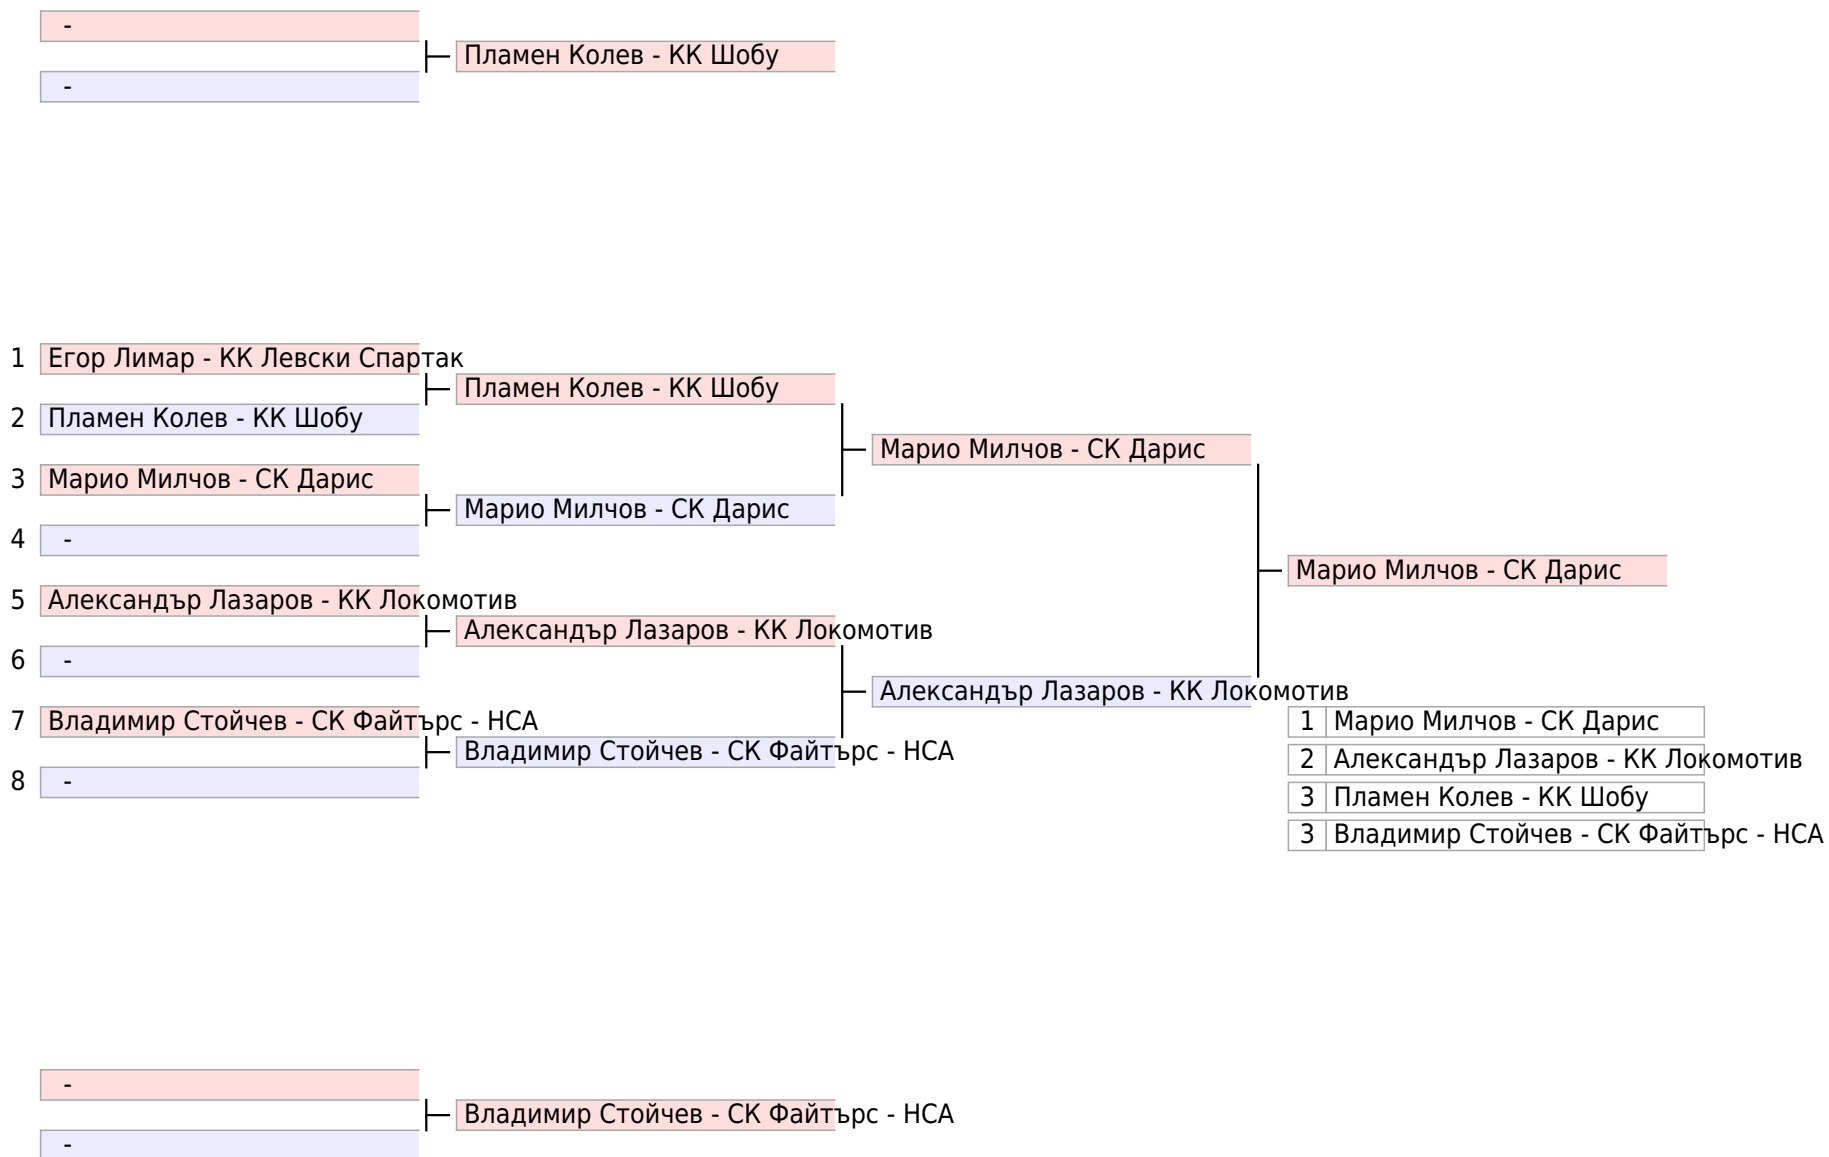 -
Пламен Колев - КК Шобу
-
1 Егор Лимар - КК Левски Спартак
Пламен Колев - КК Шобу
2 Пламен Колев - КК Шобу
Марио Милчов - СК Дарис
3 Марио Милчов - СК Дарис
Марио Милчов - СК Дарис
4 -
Марио Милчов - СК Дарис
5 Александър Лазаров - КК Локомотив
Александър Лазаров - КК Локомотив
6 -
Александър Лазаров - КК Локомотив
7 Владимир Стойчев - СК Файтърс - НСА
Владимир Стойчев - СК Файтърс - НСА
8 -
1 Марио Милчов - СК Дарис
2 Александър Лазаров - КК Локомотив
3 Пламен Колев - КК Шобу
3 Владимир Стойчев - СК Файтърс - НСА
-
Владимир Стойчев - СК Файтърс - НСА
-